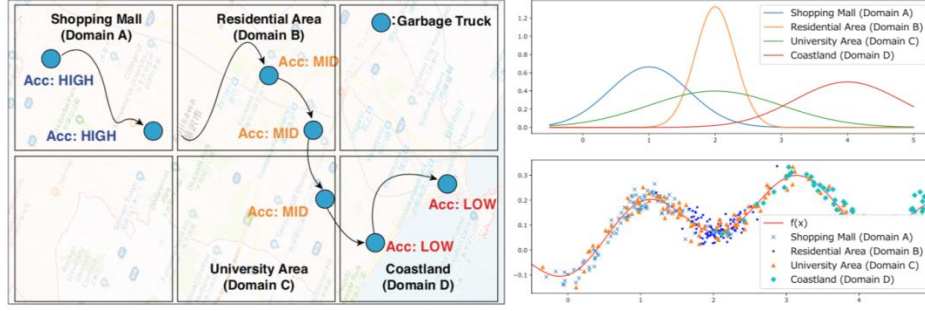 Shopping Mall
(Domain A)
Residential Area
(Domain B)
:Garbage Truck
Acc: HIGH
Acc: HIGH
Acc: MID
Acc: MID
Acc: MID
Acc: LOW
Acc: LOW
University Area
(Domain C)
Coastland
(Domain D)
1.2
1.0
0.8
0.6
0.4
0.2
0.0
Shopping Mall (Domain A)
Residential Area (Domain B)
University Area (Domain C)
Coastland (Domain D)
0 1 2 3 4 5
0.3
0.2
0.1
0.0
−0.1
f(x)
Shopping Mall (Domain A)
Residential Area (Domain B)
University Area (Domain C)
Coastland (Domain D)
0 1 2 3 4